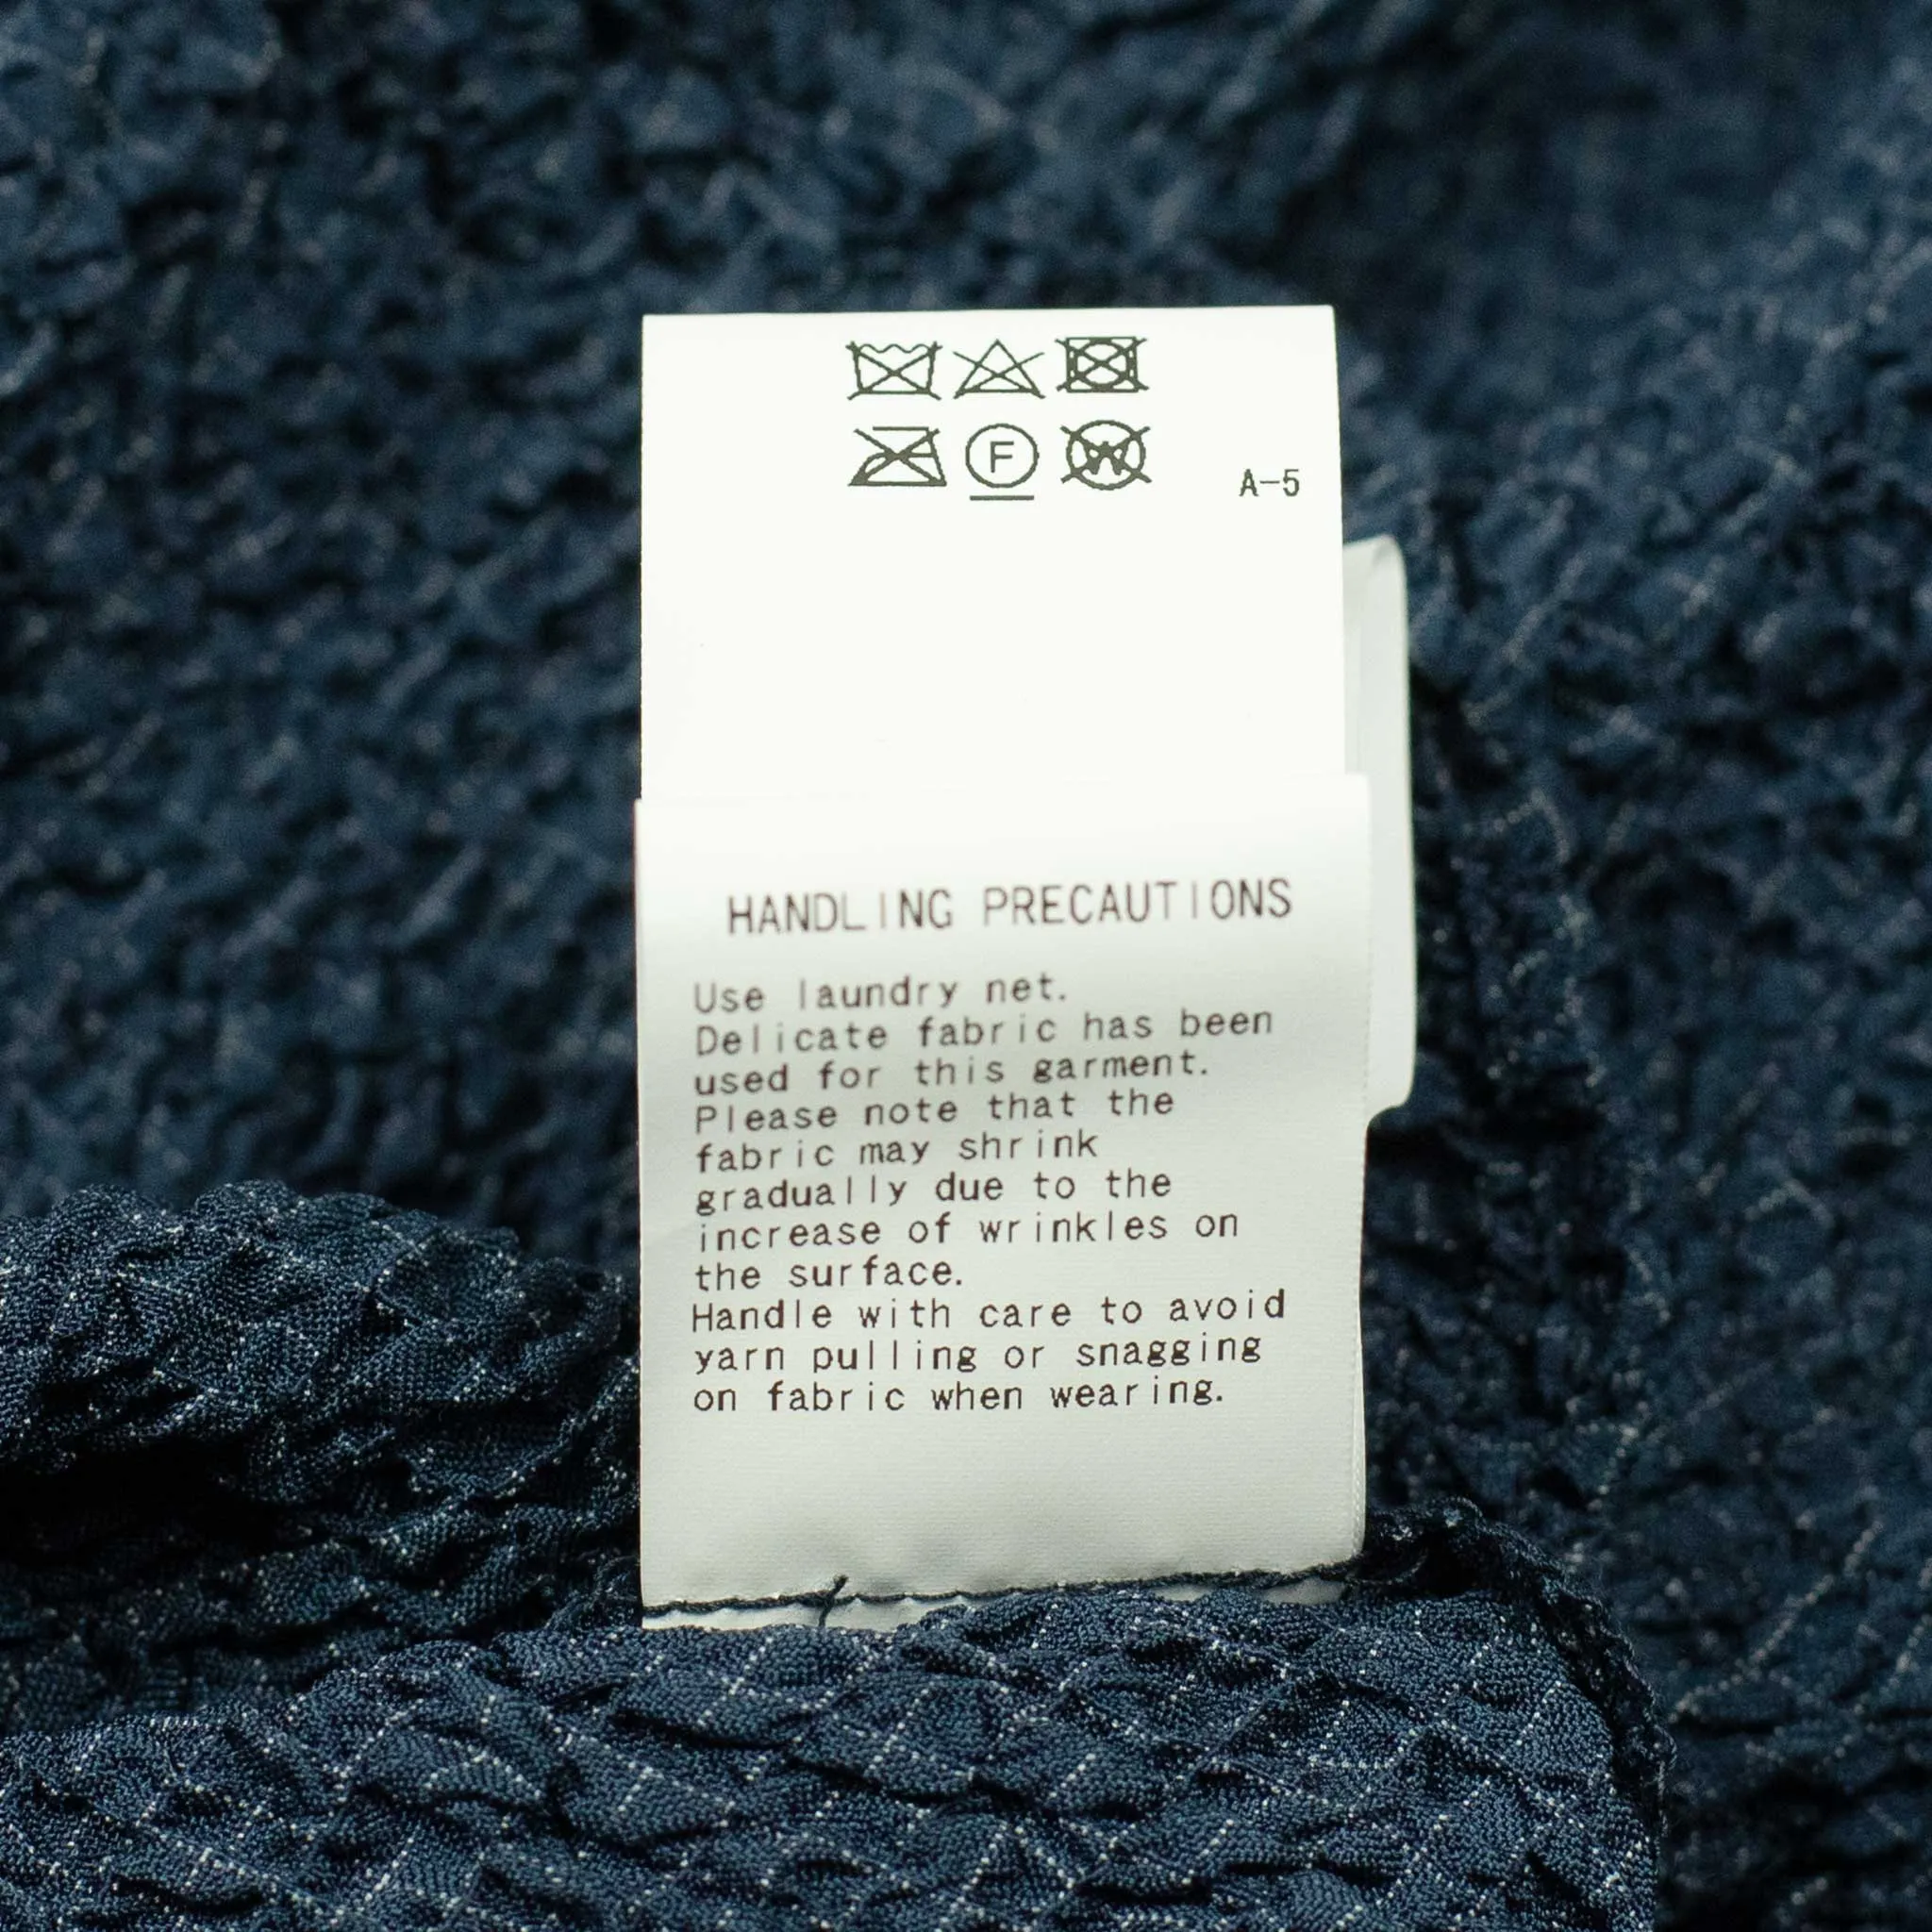 F
W
A-5
HANDLING PRECAUTIONS
Use laundry net.
Delicate fabric has been
used for this garment.
Please note that the
fabric may shrink
gradually due to the
increase of wrinkles on
the surface.
Handle with care to avoid
yarn pulling or snagging
on fabric when wearing.